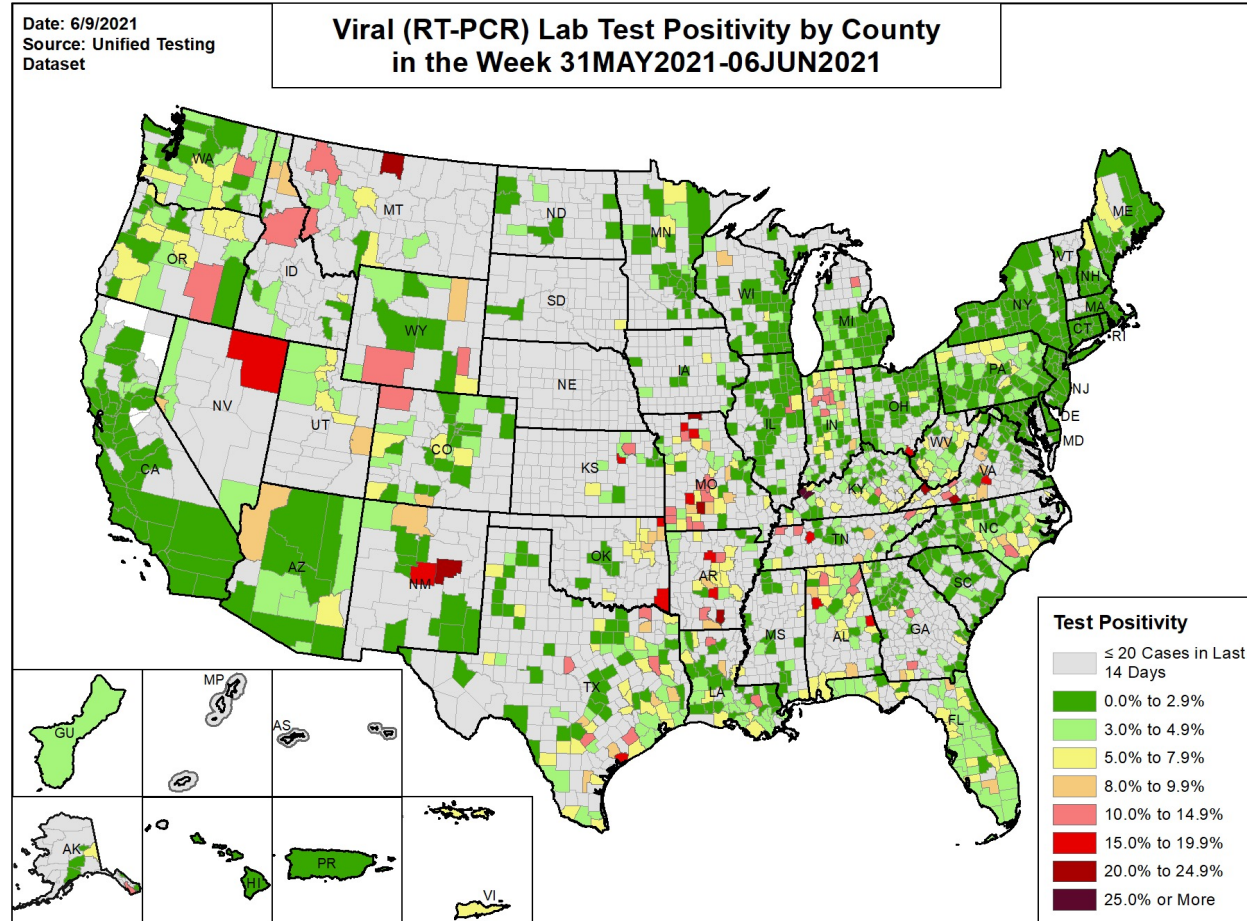 Date: 6/9/2021
Source: Unified Testing
Dataset
Viral (RT-PCR) Lab Test Positivity by County
in the Week 31MAY2021-06JUN2021
WA
MT
ND
MN
ME
OR
ID
SD
WI
MI
VT
NH
NY
MA
CT
RI
WY
NE
IA
PA
NJ
NV
UT
CO
KS
MO
IL
IN
OH
WV
DE
MD
VA
KY
CA
AZ
NM
OK
AR
TN
NC
SC
MS
AL
GA
TX
LA
FL
GU
MP
AS
AK
HI
PR
VI
Test Positivity
≤ 20 Cases in Last
14 Days
0.0% to 2.9%
3.0% to 4.9%
5.0% to 7.9%
8.0% to 9.9%
10.0% to 14.9%
15.0% to 19.9%
20.0% to 24.9%
25.0% or More